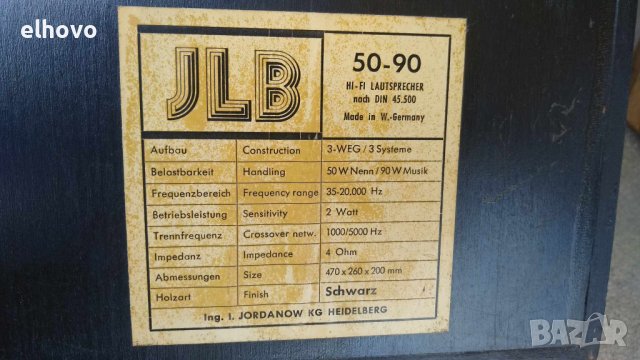 elhovo
JLB
50-90
HI-FI LAUTSPRECHER
nach DIN 45.500
Made in W.-Germany
Aufbau Construction 3-WEG / 3 Systeme
Belastbarkeit Handling 50 W Nenn / 90 W Musik
Frequenzbereich Frequency range 35-20.000 Hz
Betriebsleistung Sensitivity 2 Watt
Trennfrequenz Crossover netw. 1000/5000 Hz
Impedanz Impedance 4 Ohm
Abmessungen Size 470 x 260 x 200 mm
Holzart Finish Schwarz
Ing. I. JORDANOW KG HEIDELBERG
BAZAR
bg